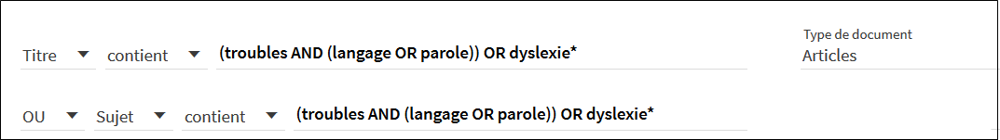 Titre contient (troubles AND (langage OR parole)) OR dyslexie*
Type de document
Articles
OU Sujet contient (troubles AND (langage OR parole)) OR dyslexie*